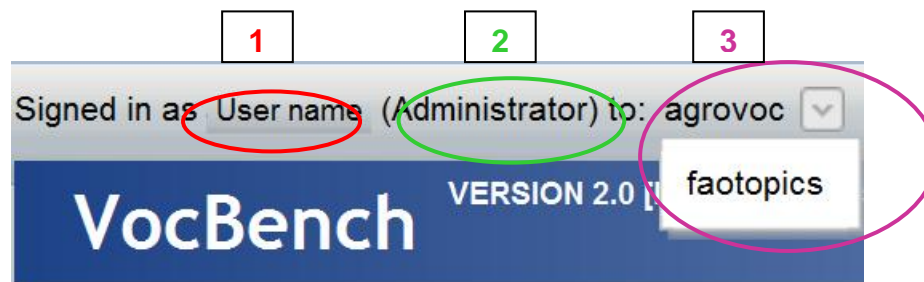 1 2 3
Signed in as User name (Administrator) to: agrovoc
faotopics
VERSION 2.0 [
VocBench